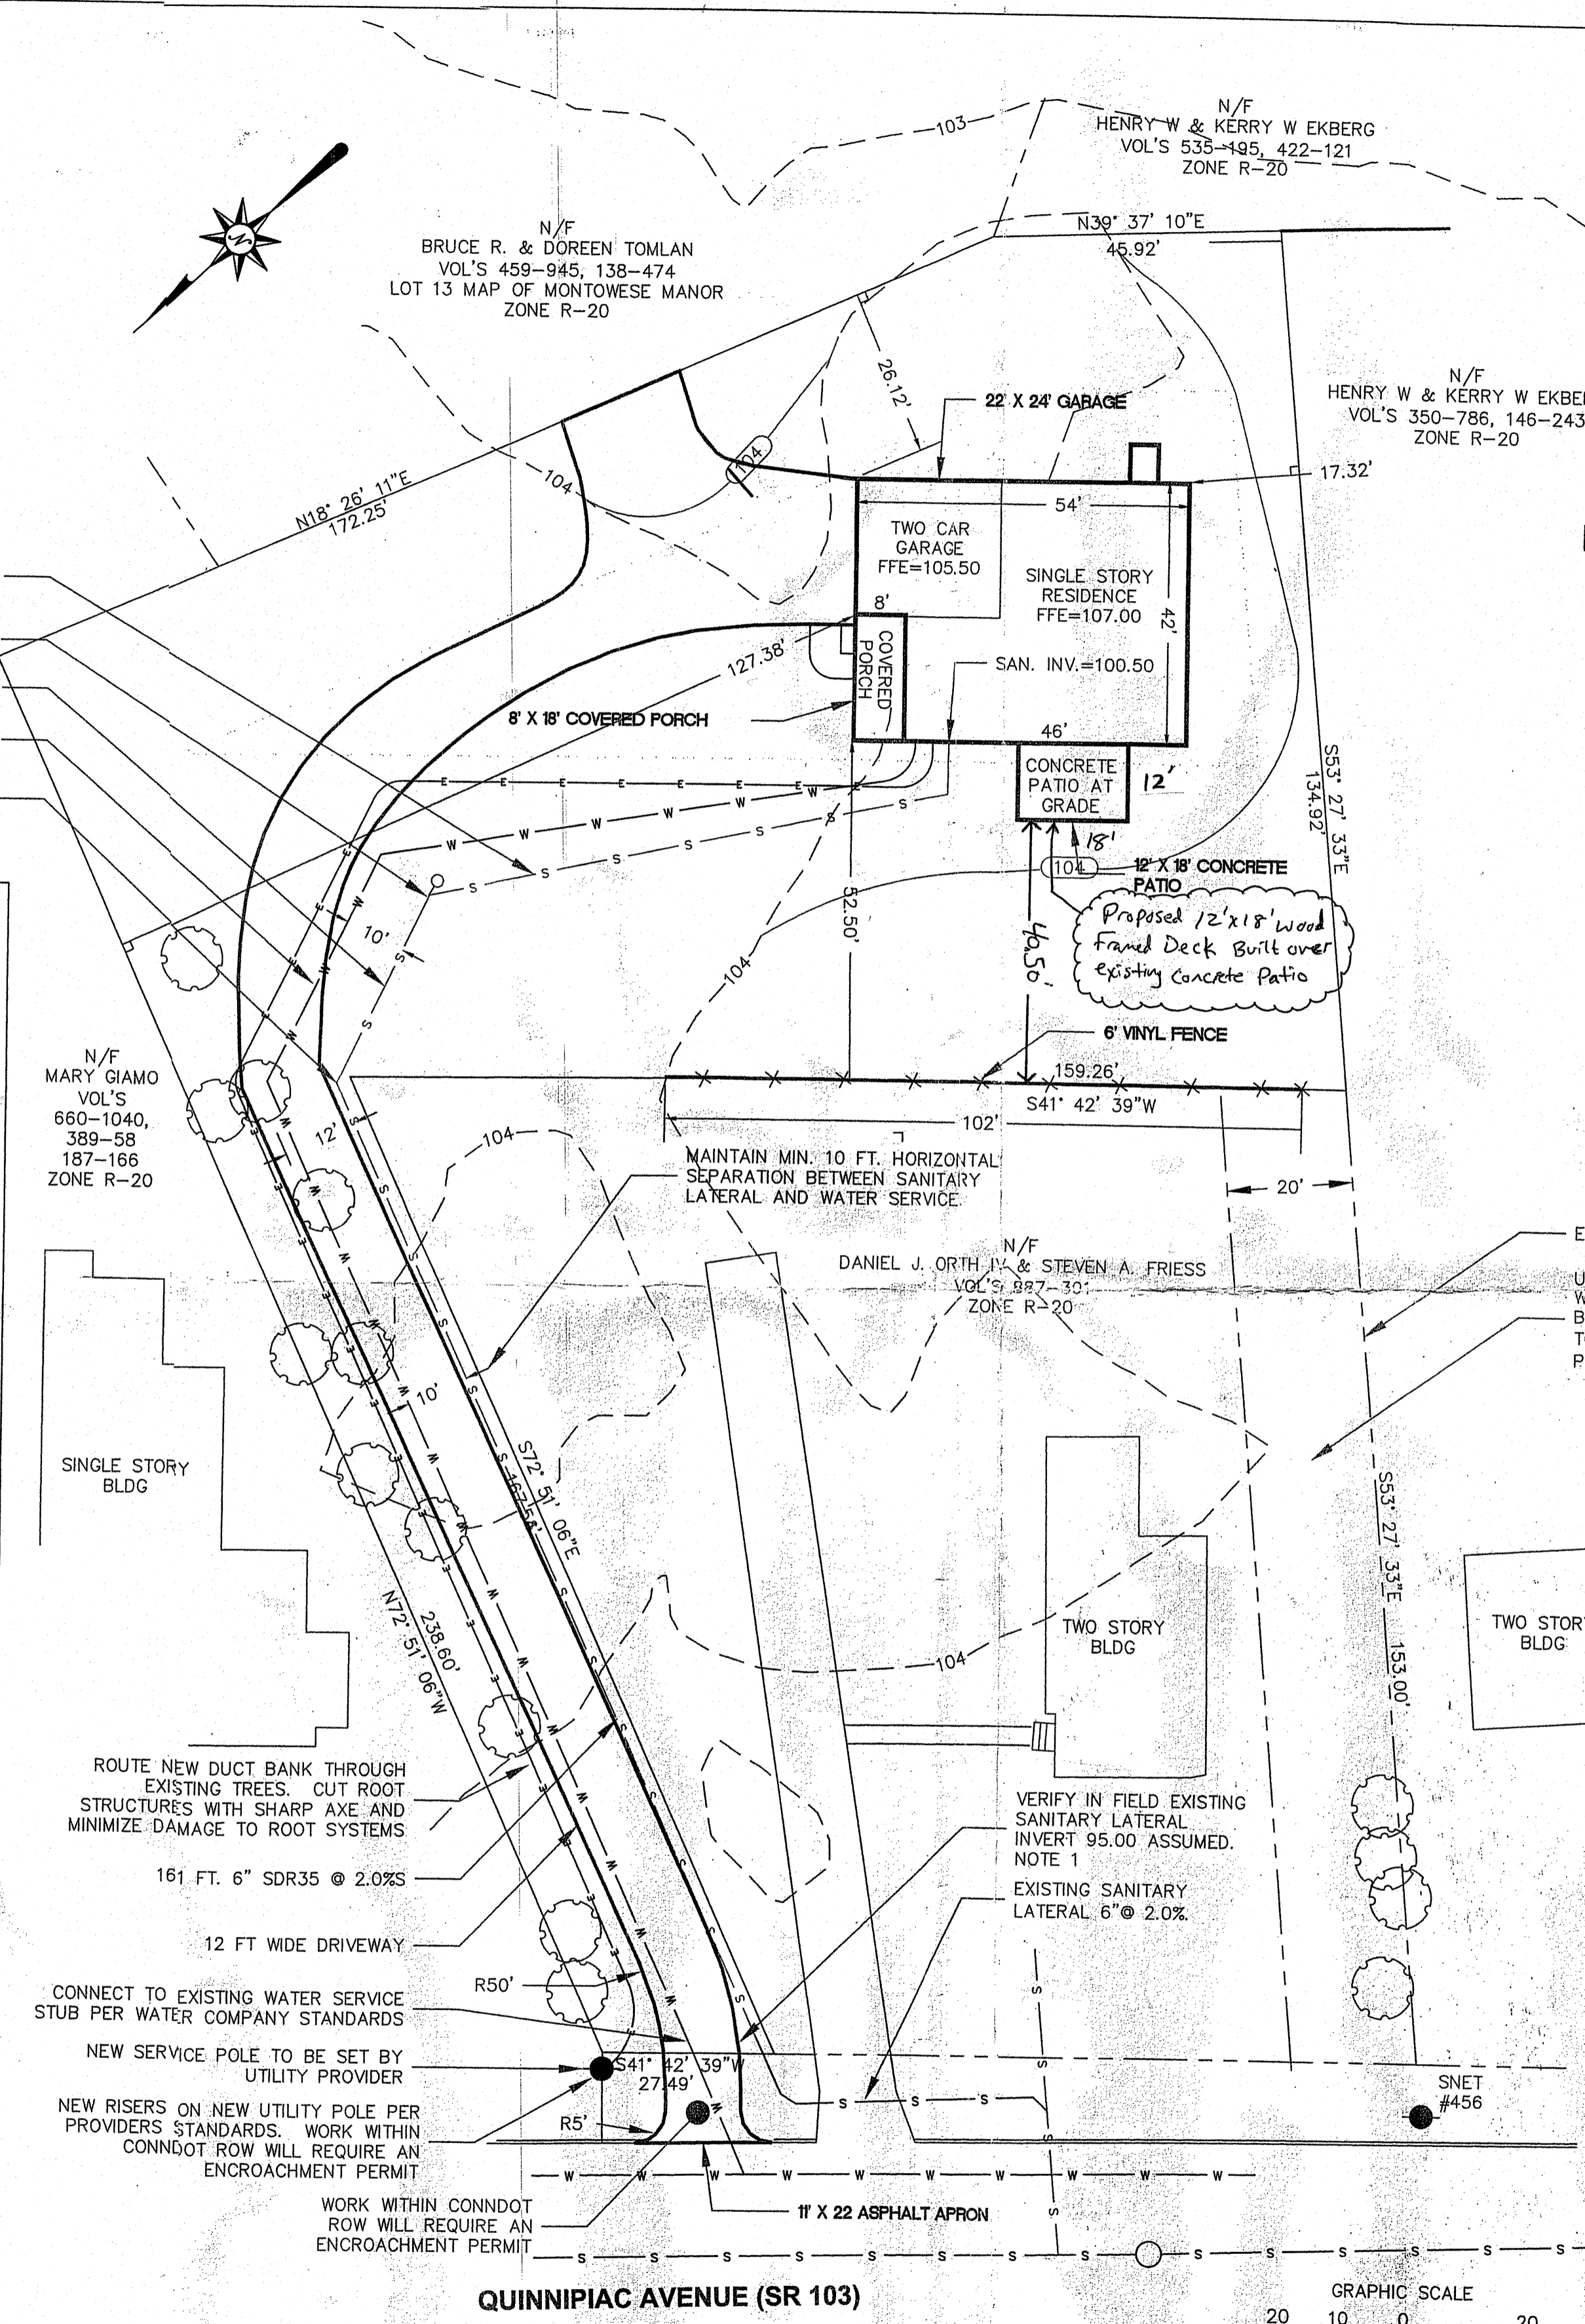 103
N/F
HENRY W & KERRY W EKBERG
VOL'S 535-195, 422-121
ZONE R-20
N39° 37' 10"E
45.92'
N
N/F
BRUCE R. & DOREEN TOMLAN
VOL'S 459-945, 138-474
LOT 13 MAP OF MONTOWESE MANOR
ZONE R-20
26.12'
22' X 24' GARAGE
N/F
HENRY W & KERRY W EKBE
VOL'S 350-786, 146-243
ZONE R-20
104
104
17.32'
N18° 26' 11"E
172.25'
54'
TWO CAR
GARAGE
FFE=105.50
SINGLE STORY
RESIDENCE
FFE=107.00
42'
8'
COVERED
PORCH
127.38'
SAN. INV.=100.50
8' X 18' COVERED PORCH
46'
CONCRETE
PATIO AT
GRADE
12'
18'
S53° 27' 33"E
134.92'
E E E E E E W
W W W W W
S S S S S S
104
12' X 18' CONCRETE
PATIO
Proposed 12'x18' wood
Framed Deck Built over
existing Concrete Patio
52.50'
40.50'
10'
104
6' VINYL FENCE
159.26'
S41° 42' 39"W
102'
N/F
MARY GIAMO
VOL'S
660-1040,
389-58
187-166
ZONE R-20
12'
104
MAINTAIN MIN. 10 FT. HORIZONTAL
SEPARATION BETWEEN SANITARY
LATERAL AND WATER SERVICE.
20'
N/F
DANIEL J. ORTH IV & STEVEN A. FRIESS
VOL'S 887-301
ZONE R-20
E
U
W
B
T
P
10'
SINGLE STORY
BLDG
S72° 51' 06"E
S53° 27' 33"E 153.00'
238.60'
N72° 51' 06"W
TWO STORY
BLDG
TWO STOR
BLDG
104
ROUTE NEW DUCT BANK THROUGH
EXISTING TREES. CUT ROOT
STRUCTURES WITH SHARP AXE AND
MINIMIZE DAMAGE TO ROOT SYSTEMS
VERIFY IN FIELD EXISTING
SANITARY LATERAL
INVERT 95.00 ASSUMED.
NOTE 1
161 FT. 6" SDR35 @ 2.0%S
EXISTING SANITARY
LATERAL 6"@ 2.0%.
12 FT WIDE DRIVEWAY
R50'
CONNECT TO EXISTING WATER SERVICE
STUB PER WATER COMPANY STANDARDS
NEW SERVICE POLE TO BE SET BY
UTILITY PROVIDER
S41° 42' 39"W
27.49'
SNET
#456
NEW RISERS ON NEW UTILITY POLE PER
PROVIDERS STANDARDS. WORK WITHIN
CONNDOT ROW WILL REQUIRE AN
ENCROACHMENT PERMIT
R5'
S S S
W W W W W W W W W W
WORK WITHIN CONNDOT
ROW WILL REQUIRE AN
ENCROACHMENT PERMIT
11' X 22 ASPHALT APRON
S S S S S S S S S S S S S S
QUINNIPIAC AVENUE (SR 103)
GRAPHIC SCALE
20 10 0 20